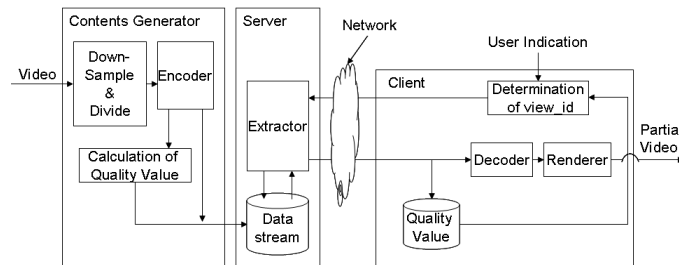 Contents Generator
Server
Network
User Indication
Video
Down-
Sample
&
Divide
Encoder
Client
Determination
of view_id
Extractor
Partia
Video
Calculation of
Quality Value
Decoder
Renderer
Data
stream
Quality
Value